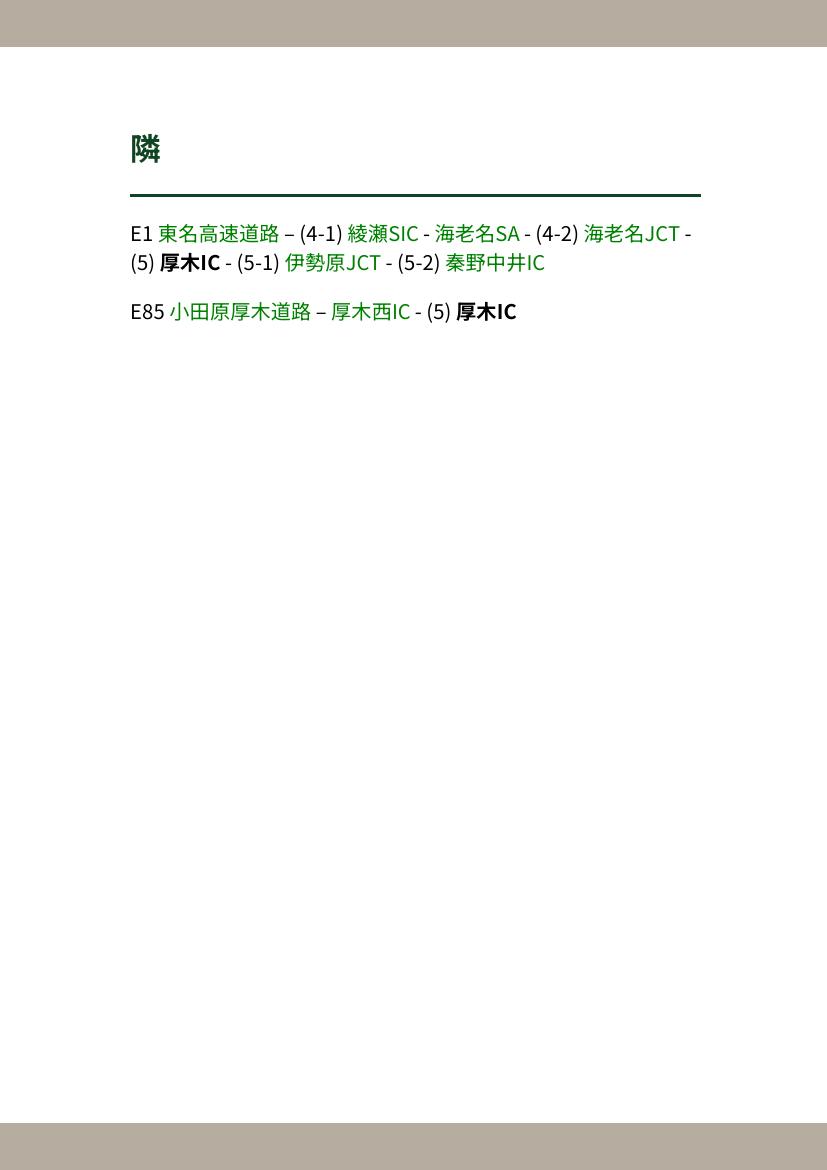 隣
E1 東名高速道路 – (4-1) 綾瀬SIC - 海老名SA - (4-2) 海老名JCT -
(5) 厚木IC - (5-1) 伊勢原JCT - (5-2) 秦野中井IC
E85 小田原厚木道路 – 厚木西IC - (5) 厚木IC